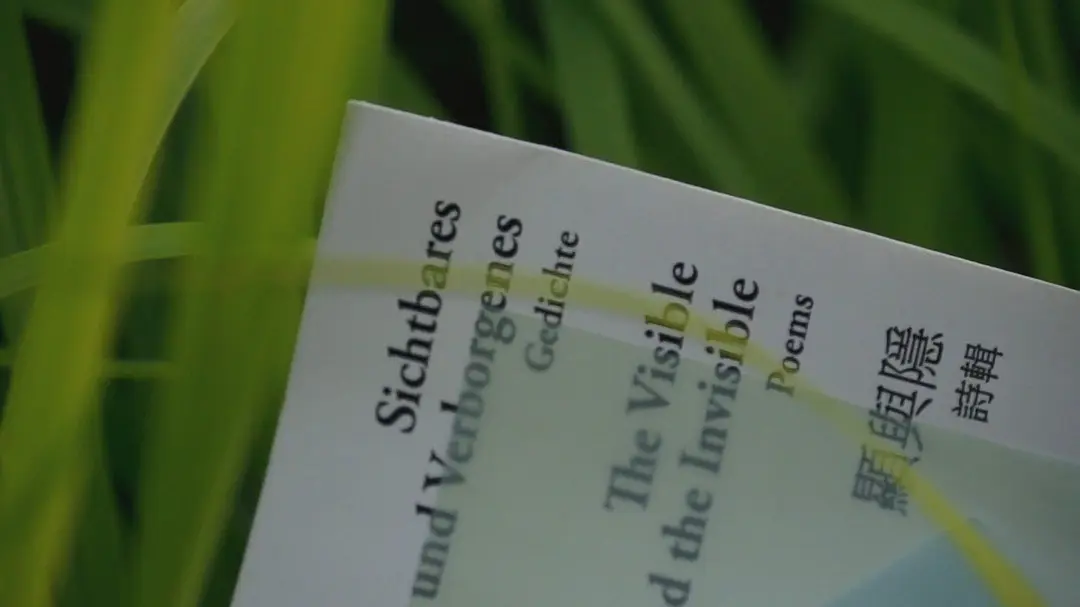 Sichtbares
und Verborgenes
Gedichte
The Visible
d the Invisible
Poems
顯與隱
詩輯